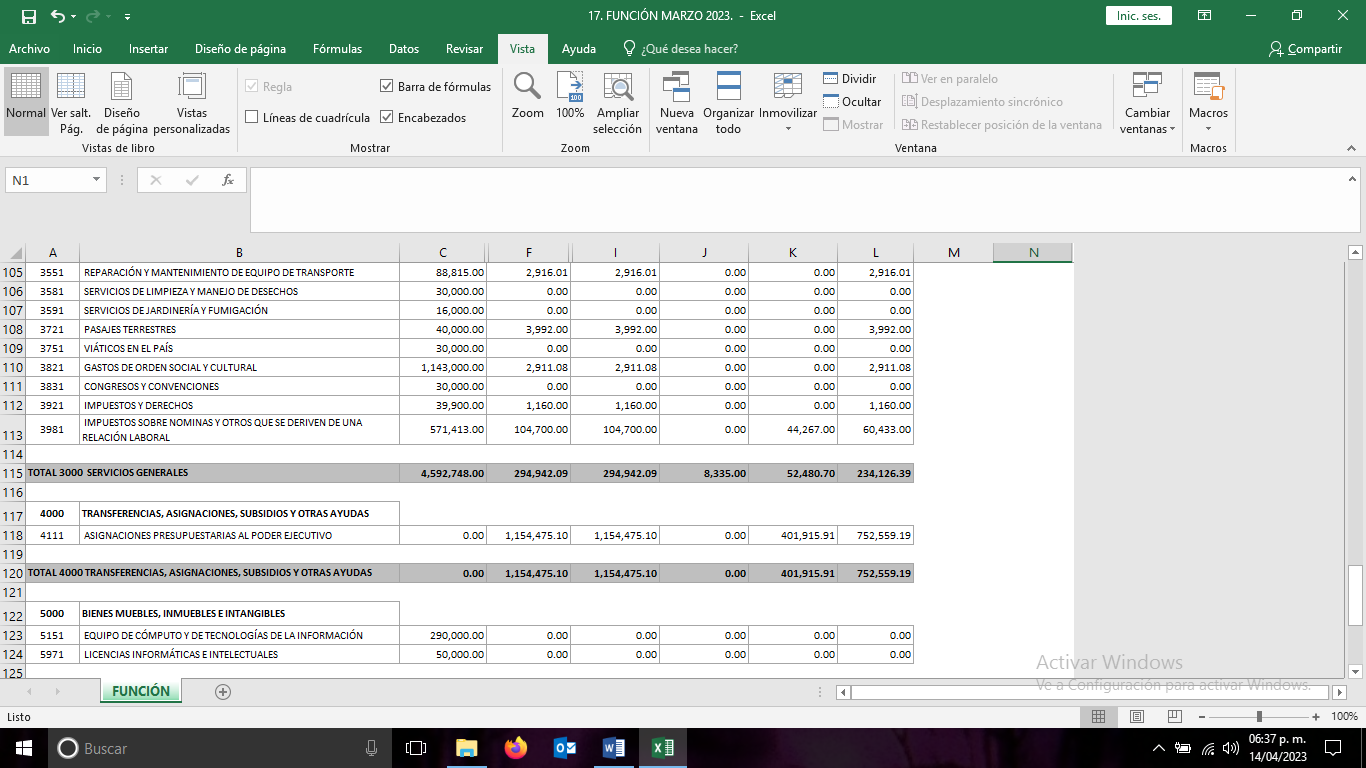 17. FUNCIÓN MARZO 2023. - Excel
Inic. ses.
Archivo Inicio Insertar Diseño de página Fórmulas Datos Revisar Vista Ayuda ¿Qué desea hacer? Compartir
Normal
Ver salt. Pág.
Diseño de página
Vistas personalizadas
Vistas de libro
Regla
Barra de fórmulas
Líneas de cuadrícula
Encabezados
Mostrar
Zoom
100
100%
Ampliar selección
Zoom
Nueva ventana
Organizar todo
Inmovilizar
Dividir
Ocultar
Mostrar
Ver en paralelo
Desplazamiento sincrónico
Restablecer posición de la ventana
Cambiar ventanas
Ventana
Macros
Macros
N1
fx
A B C F I J K L M N
105 3551 REPARACIÓN Y MANTENIMIENTO DE EQUIPO DE TRANSPORTE 88,815.00 2,916.01 2,916.01 0.00 0.00 2,916.01
106 3581 SERVICIOS DE LIMPIEZA Y MANEJO DE DESECHOS 30,000.00 0.00 0.00 0.00 0.00 0.00
107 3591 SERVICIOS DE JARDINERÍA Y FUMIGACIÓN 16,000.00 0.00 0.00 0.00 0.00 0.00
108 3721 PASAJES TERRESTRES 40,000.00 3,992.00 3,992.00 0.00 0.00 3,992.00
109 3751 VIÁTICOS EN EL PAÍS 30,000.00 0.00 0.00 0.00 0.00 0.00
110 3821 GASTOS DE ORDEN SOCIAL Y CULTURAL 1,143,000.00 2,911.08 2,911.08 0.00 0.00 2,911.08
111 3831 CONGRESOS Y CONVENCIONES 30,000.00 0.00 0.00 0.00 0.00 0.00
112 3921 IMPUESTOS Y DERECHOS 39,900.00 1,160.00 1,160.00 0.00 0.00 1,160.00
113 3981 IMPUESTOS SOBRE NOMINAS Y OTROS QUE SE DERIVEN DE UNA
RELACIÓN LABORAL 571,413.00 104,700.00 104,700.00 0.00 44,267.00 60,433.00
114
115 TOTAL 3000 SERVICIOS GENERALES 4,592,748.00 294,942.09 294,942.09 8,335.00 52,480.70 234,126.39
116
117 4000 TRANSFERENCIAS, ASIGNACIONES, SUBSIDIOS Y OTRAS AYUDAS
118 4111 ASIGNACIONES PRESUPUESTARIAS AL PODER EJECUTIVO 0.00 1,154,475.10 1,154,475.10 0.00 401,915.91 752,559.19
119
120 TOTAL 4000 TRANSFERENCIAS, ASIGNACIONES, SUBSIDIOS Y OTRAS AYUDAS 0.00 1,154,475.10 1,154,475.10 0.00 401,915.91 752,559.19
121
122 5000 BIENES MUEBLES, INMUEBLES E INTANGIBLES
123 5151 EQUIPO DE CÓMPUTO Y DE TECNOLOGÍAS DE LA INFORMACIÓN 290,000.00 0.00 0.00 0.00 0.00 0.00
124 5971 LICENCIAS INFORMÁTICAS E INTELECTUALES 50,000.00 0.00 0.00 0.00 0.00 0.00
125
Activar Windows
Ve a Configuración para activar Windows.
FUNCIÓN
Listo
100%
Buscar
06:37 p. m.
14/04/2023